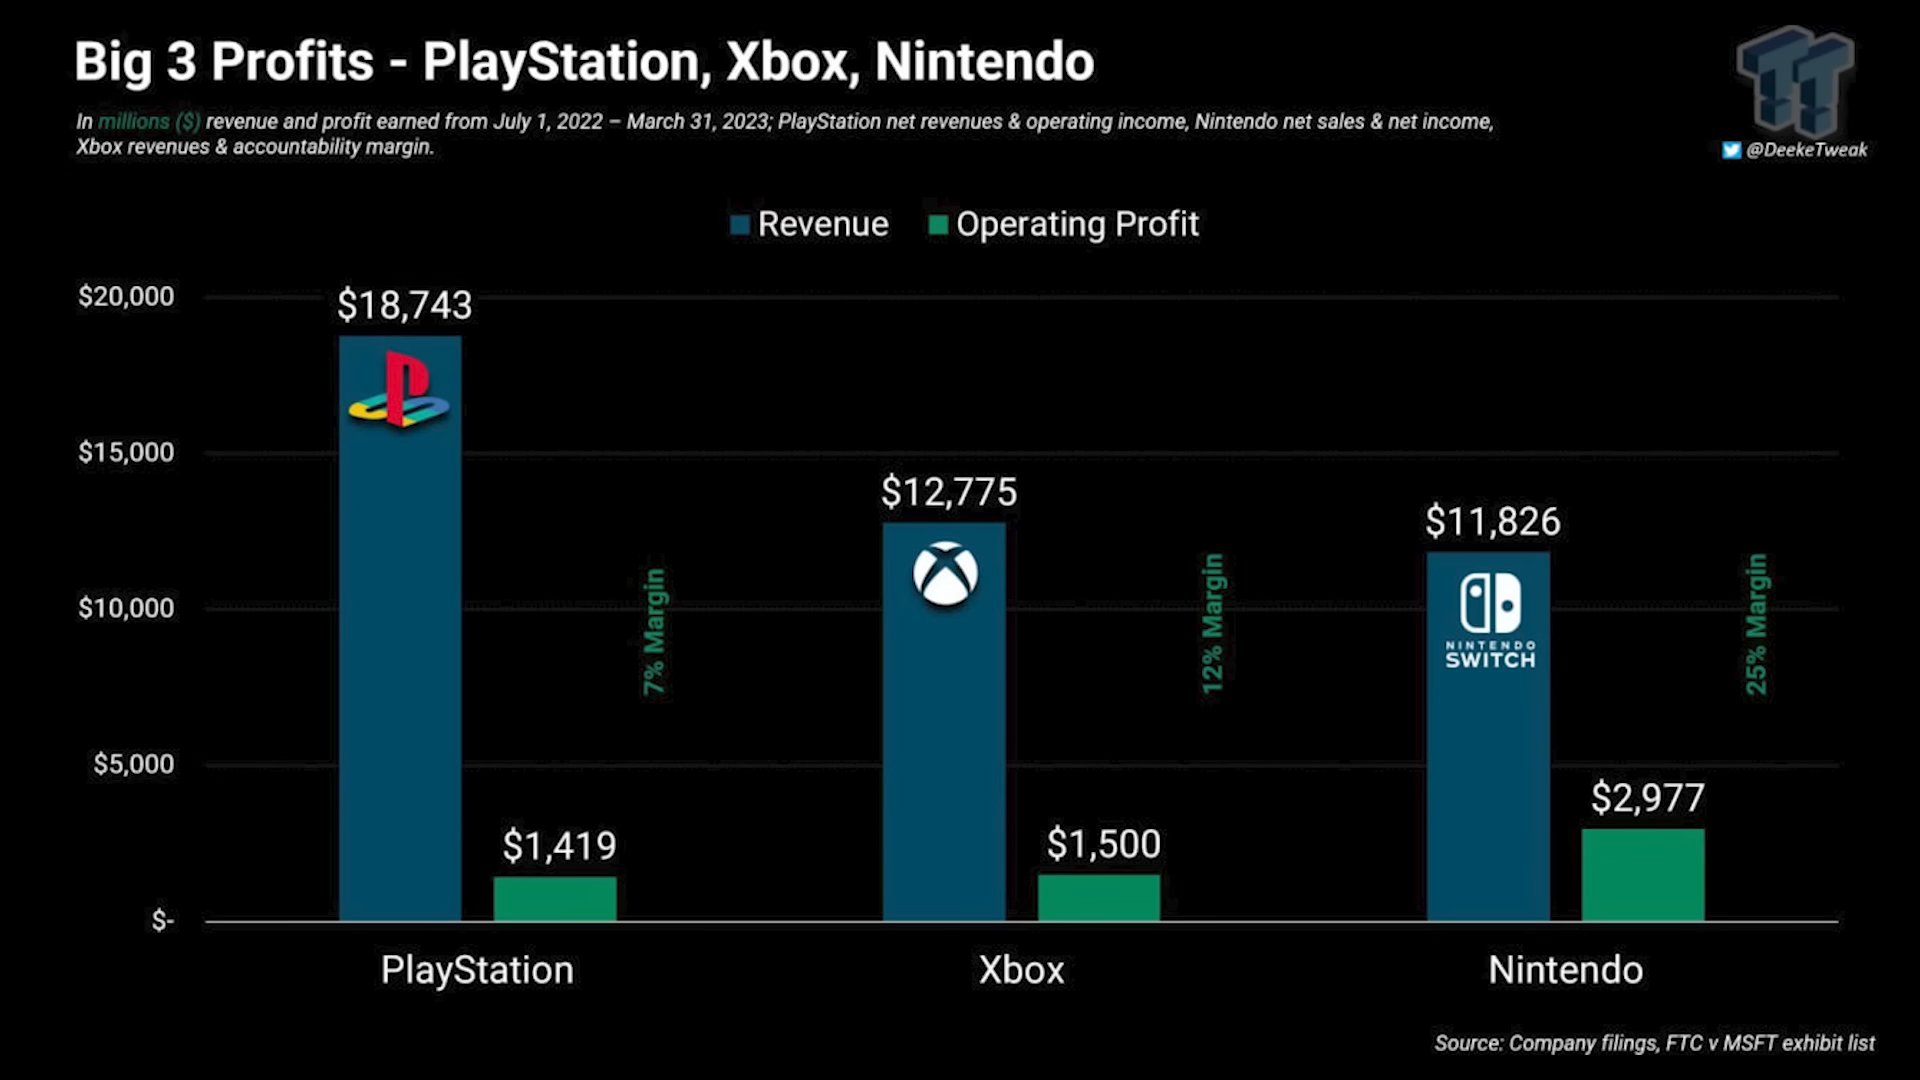 Big 3 Profits - PlayStation, Xbox, Nintendo
In millions ($) revenue and profit earned from July 1, 2022 – March 31, 2023; PlayStation net revenues & operating income, Nintendo net sales & net income,
Xbox revenues & accountability margin.
@DeekeTweak
Revenue
Operating Profit
$20,000
$15,000
$10,000
$5,000
$-
$18,743
7% Margin
$1,419
$12,775
12% Margin
$1,500
$11,826
NINTENDO
SWITCH
25% Margin
$2,977
PlayStation
Xbox
Nintendo
Source: Company filings, FTC v MSFT exhibit list